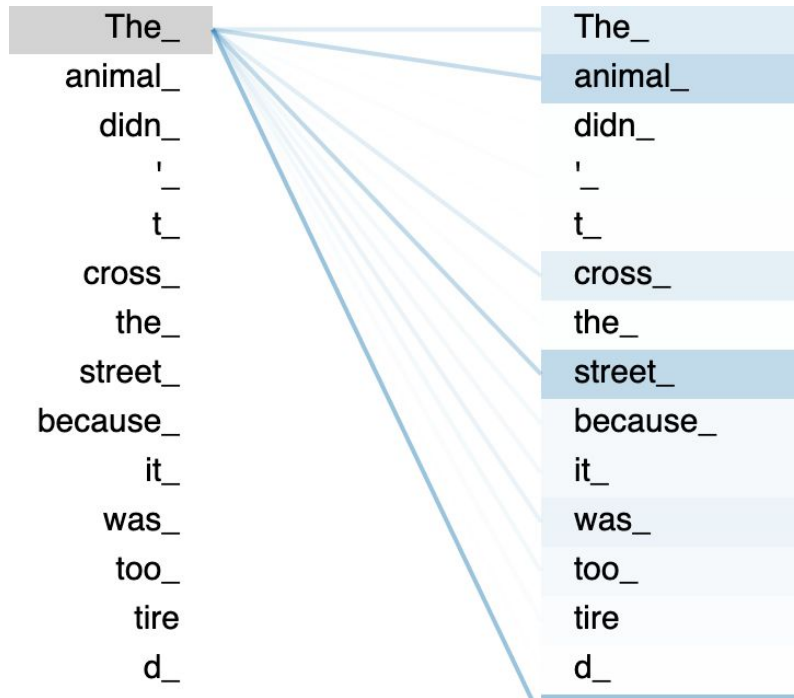 The_ The_
animal_ animal_
didn_ didn_
'_ '_
t_ t_
cross_ cross_
the_ the_
street_ street_
because_ because_
it_ it_
was_ was_
too_ too_
tire tire
d_ d_